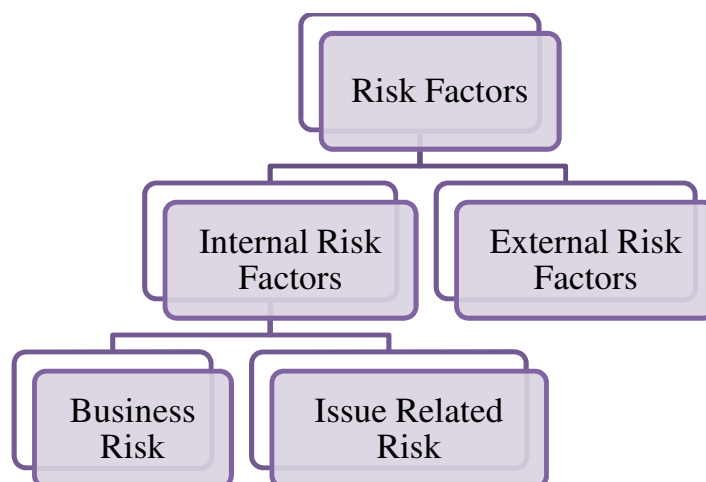 Risk Factors
Internal Risk
Factors
External Risk
Factors
Business
Risk
Issue Related
Risk